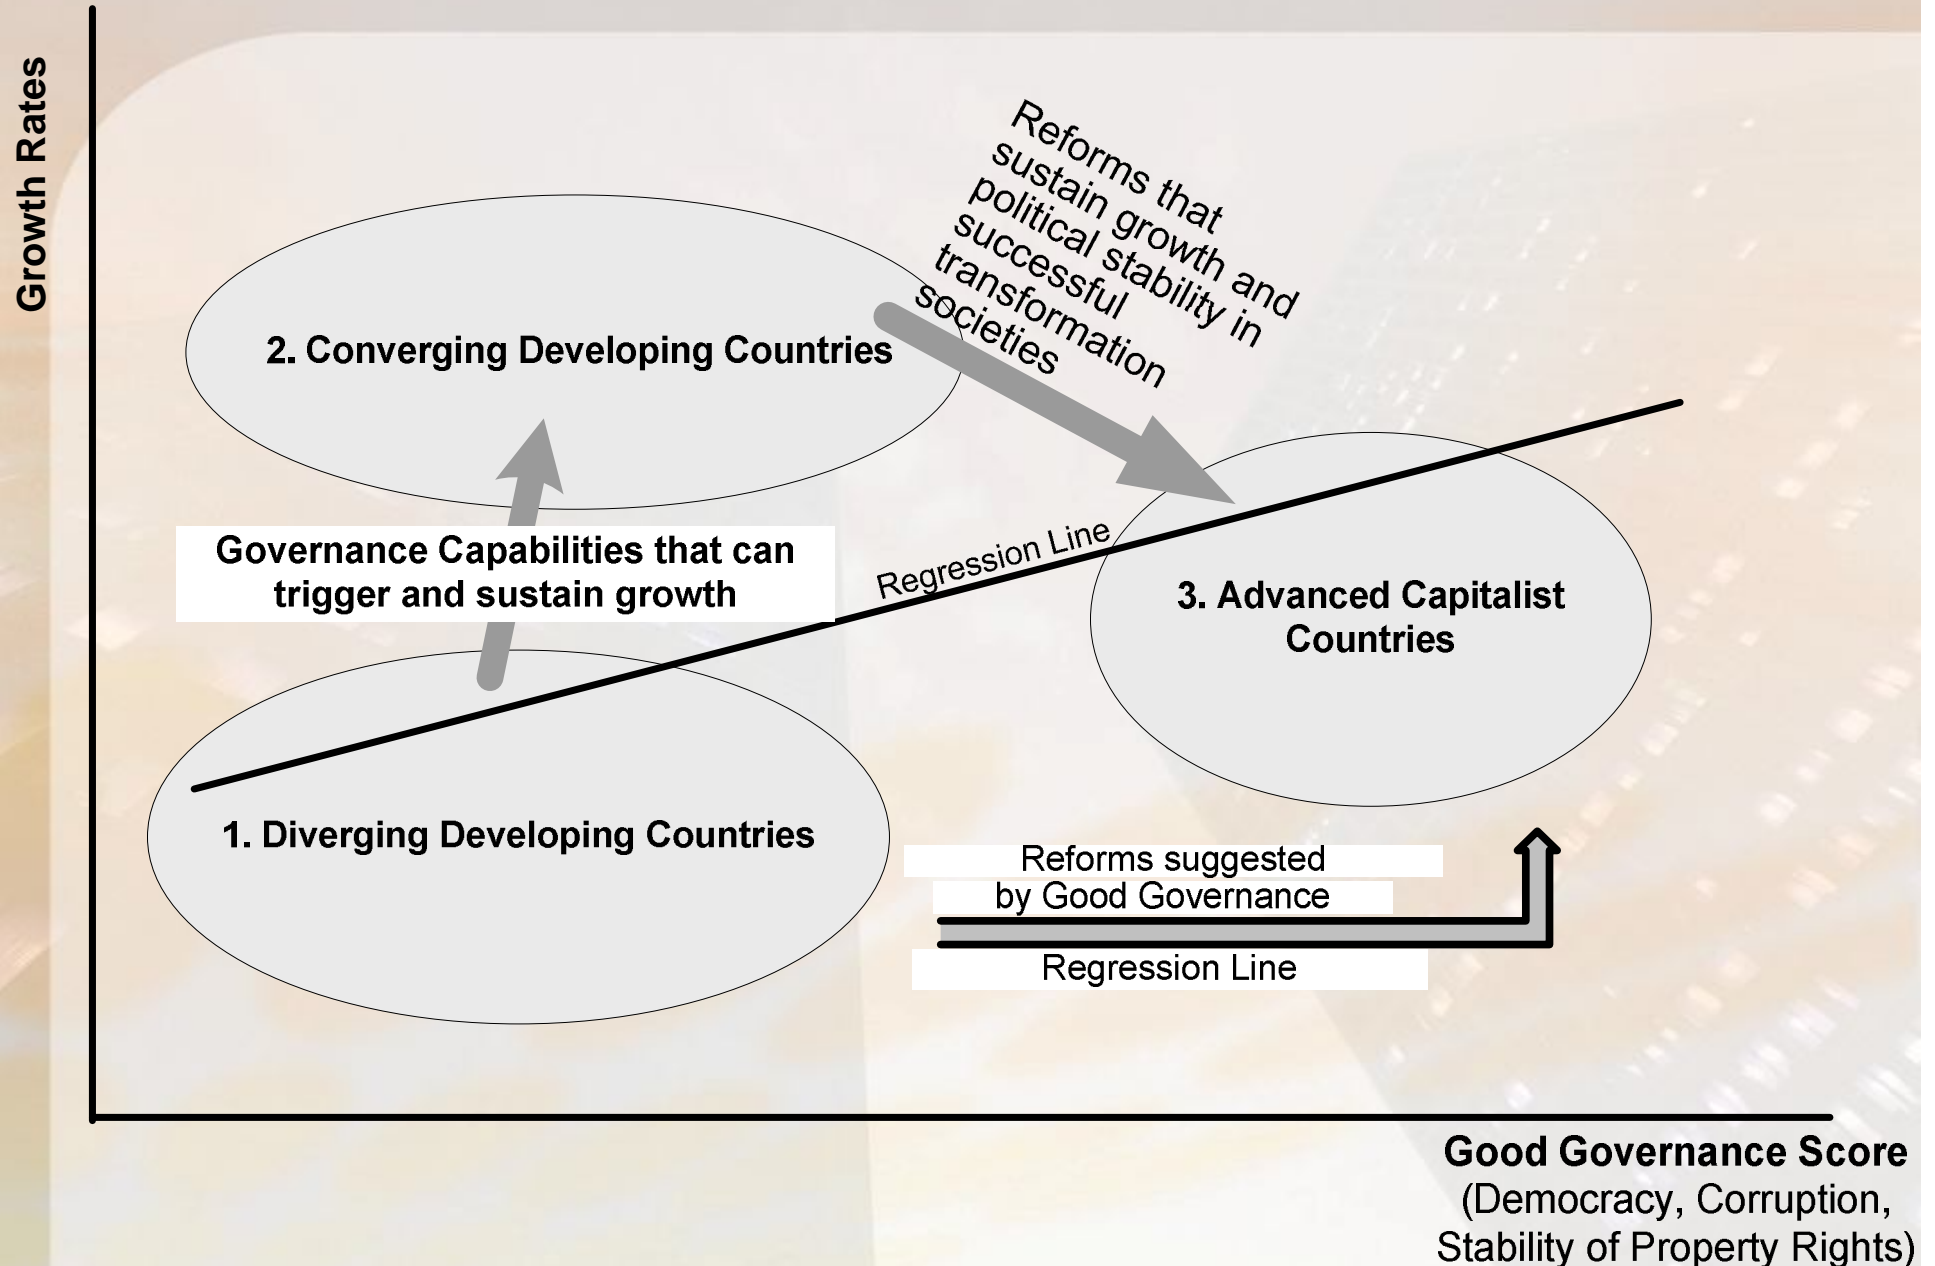 Growth Rates
Reforms that
sustain growth and
political stability in
successful
transformation
societies
2. Converging Developing Countries
Governance Capabilities that can
trigger and sustain growth
Regression Line
3. Advanced Capitalist
Countries
1. Diverging Developing Countries
Reforms suggested
by Good Governance
Regression Line
Good Governance Score
(Democracy, Corruption,
Stability of Property Rights)